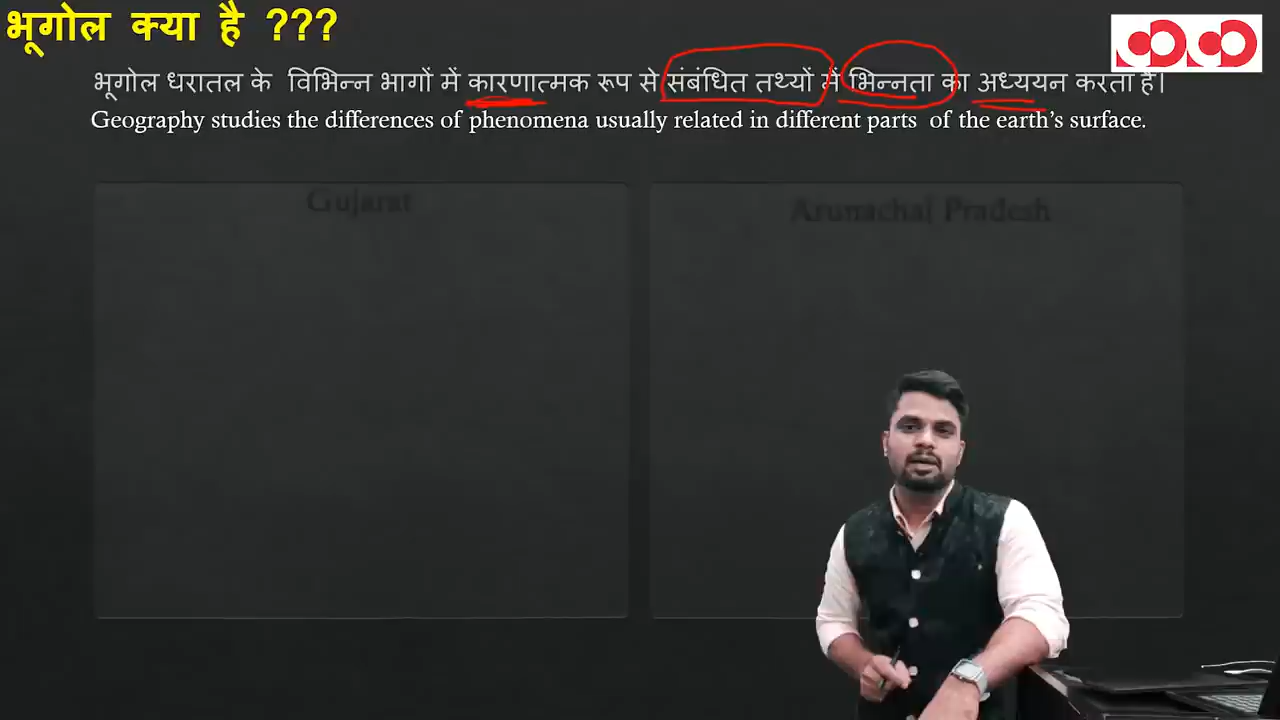 भूगोल क्या है ???
भूगोल धरातल के विभिन्न भागों में कारणात्मक रूप से संबंधित तथ्यों में भिन्नता का अध्ययन करता है।
Geography studies the differences of phenomena usually related in different parts of the earth's surface.
Gujarat
Arunachal Pradesh